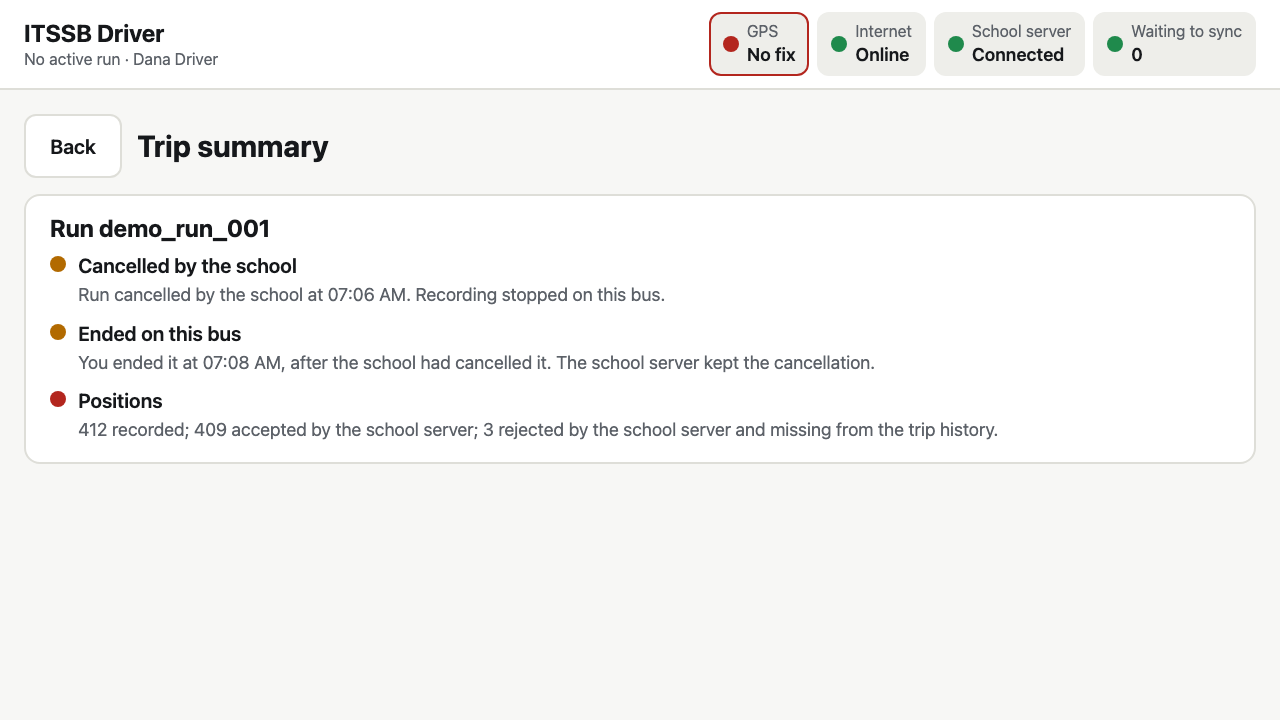 ITSSB Driver
No active run · Dana Driver
GPS
No fix
Internet
Online
School server
Connected
Waiting to sync
0
Back
Trip summary
Run demo_run_001
Cancelled by the school
Run cancelled by the school at 07:06 AM. Recording stopped on this bus.
Ended on this bus
You ended it at 07:08 AM, after the school had cancelled it. The school server kept the cancellation.
Positions
412 recorded; 409 accepted by the school server; 3 rejected by the school server and missing from the trip history.